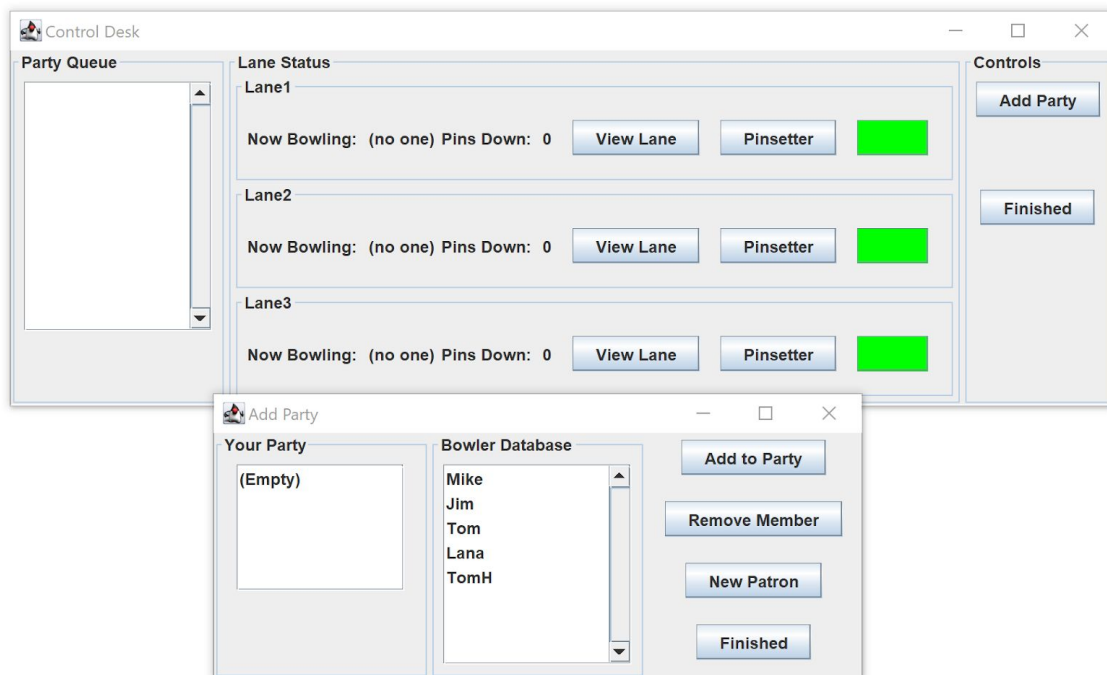 Control Desk
Party Queue
Lane Status
Controls
Lane1
Now Bowling: (no one) Pins Down: 0 View Lane Pinsetter
Add Party
Lane2
Now Bowling: (no one) Pins Down: 0 View Lane Pinsetter
Finished
Lane3
Now Bowling: (no one) Pins Down: 0 View Lane Pinsetter
Add Party
Your Party
(Empty)
Bowler Database
Mike
Jim
Tom
Lana
TomH
Add to Party
Remove Member
New Patron
Finished